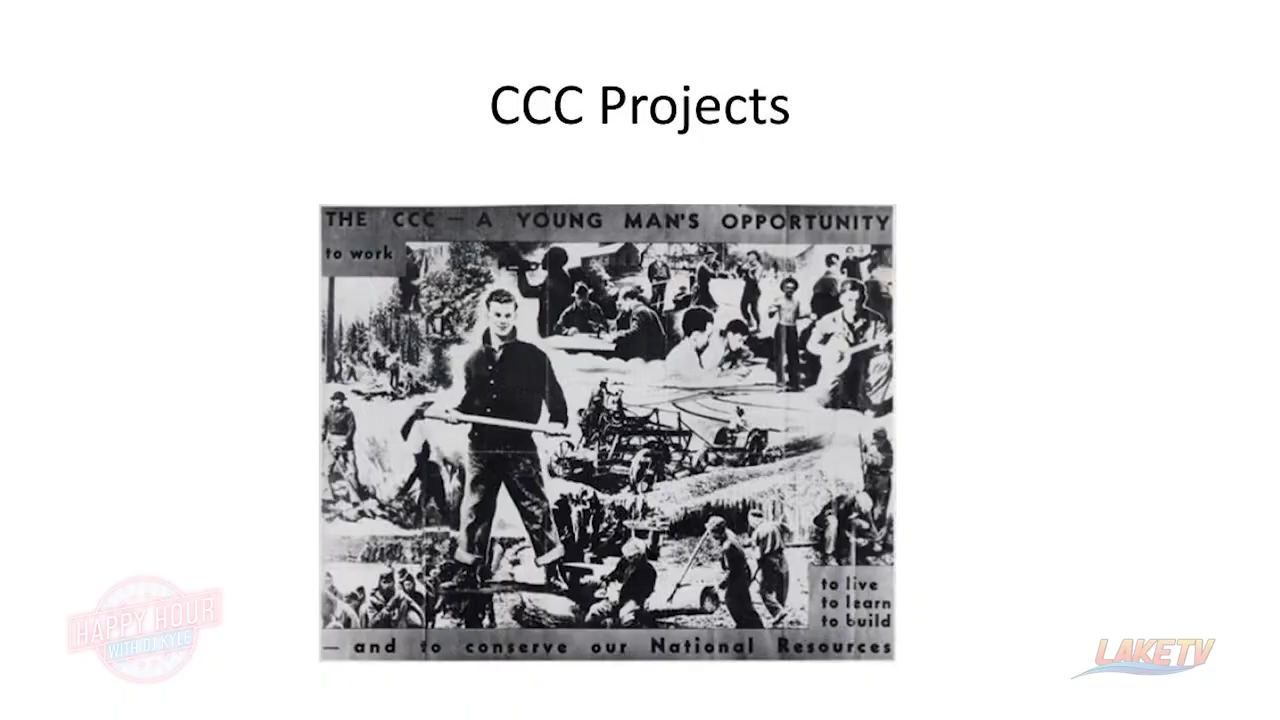 CCC Projects
THE CCC — A YOUNG MAN'S OPPORTUNITY
to work
to live
to learn
to build
— and to conserve our National Resources
HAPPY HOUR
WITH DJ KYLE
LAKETV